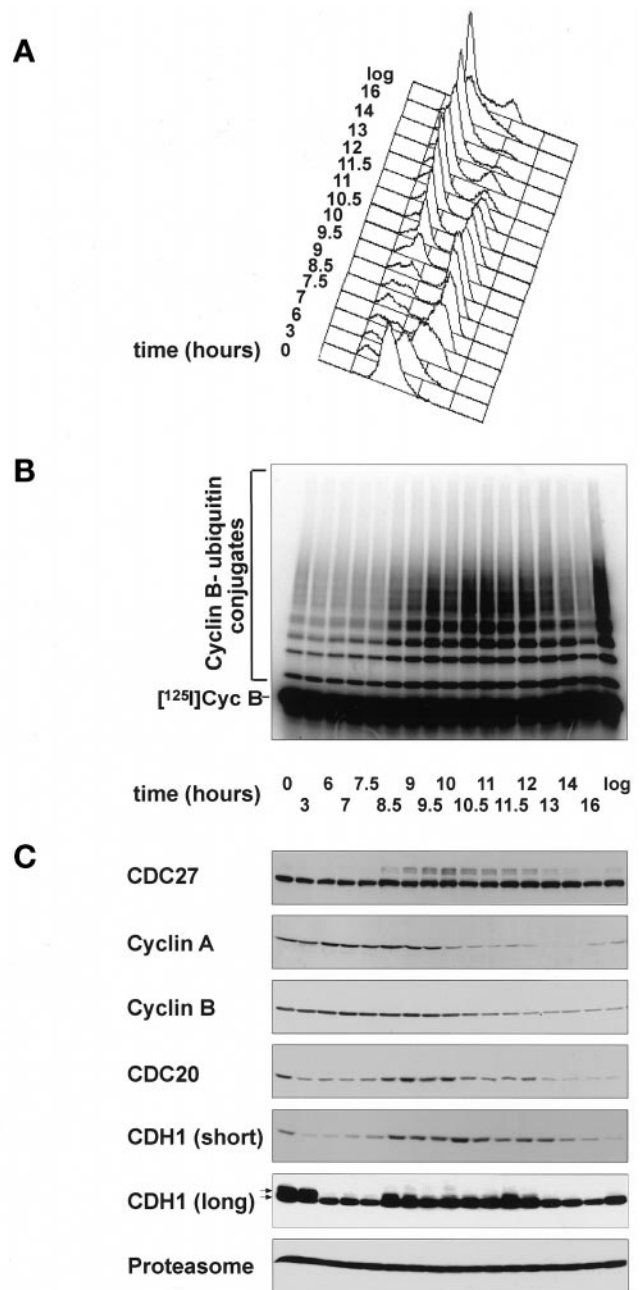 A
log
16
14
13
12
11.5
11
10.5
10
9.5
9
8.5
7.5
7
6
3
time (hours) 0
B
Cyclin B- ubiquitin
conjugates
[125I]Cyc B-
time (hours) 0 6 7.5 9 10 11 12 14 log
3 7 8.5 9.5 10.5 11.5 13 16
C
CDC27
Cyclin A
Cyclin B
CDC20
CDH1 (short)
CDH1 (long)
Proteasome